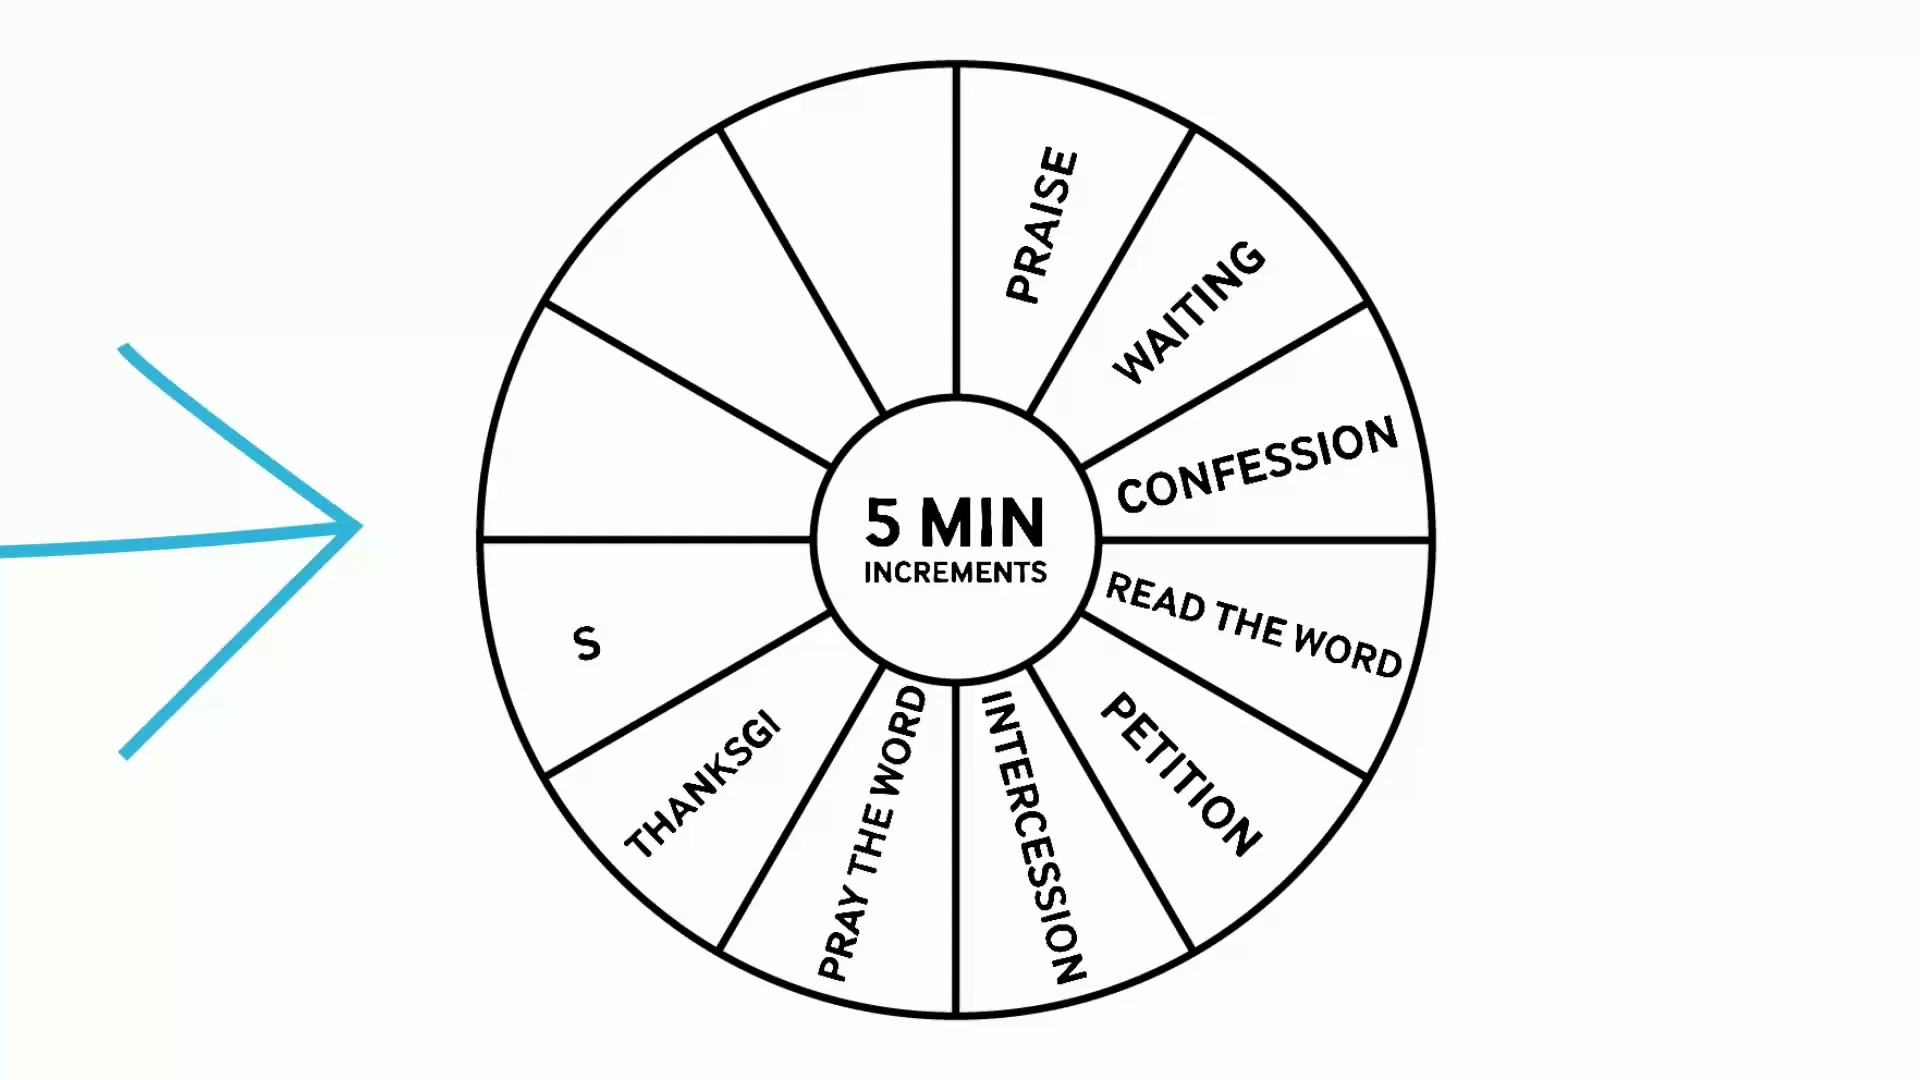 PRAISE
WAITING
CONFESSION
READ THE WORD
PETITION
INTERCESSION
PRAY THE WORD
THANKSGI
S
5 MIN
INCREMENTS